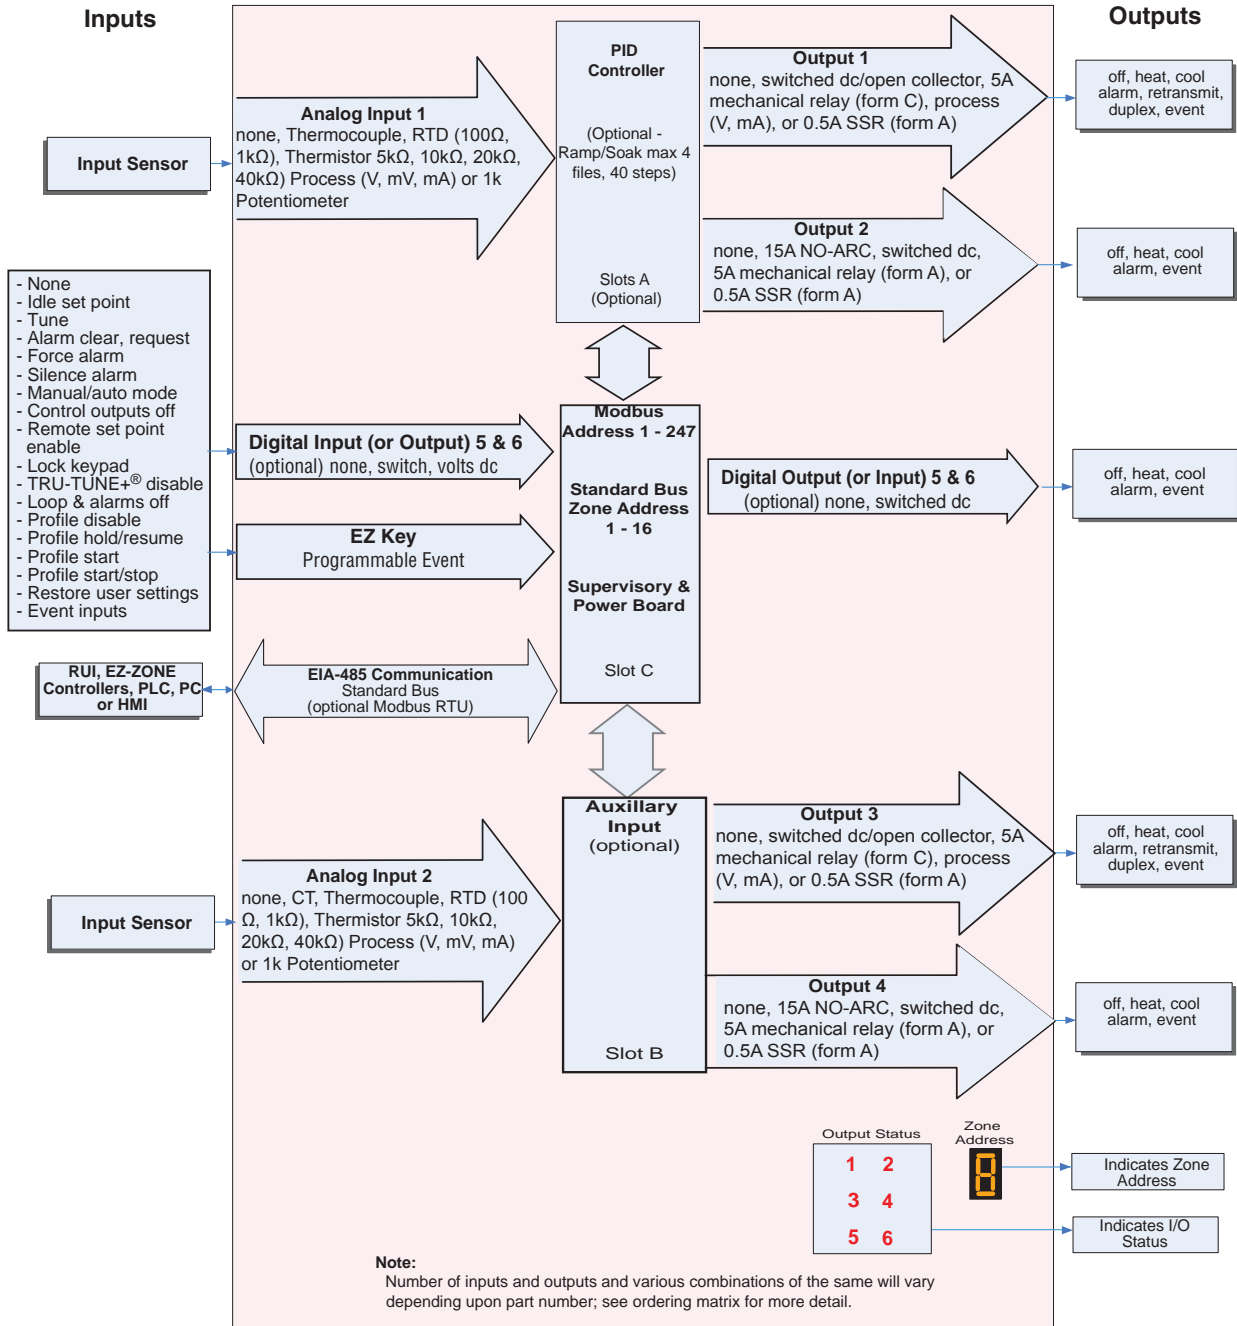 Inputs
Outputs
PID
Controller
(Optional -
Ramp/Soak max 4
files, 40 steps)
Slots A
(Optional)
Input Sensor
Analog Input 1
none, Thermocouple, RTD (100Ω,
1kΩ), Thermistor 5kΩ, 10kΩ, 20kΩ,
40kΩ) Process (V, mV, mA) or 1k
Potentiometer
Output 1
none, switched dc/open collector, 5A
mechanical relay (form C), process
(V, mA), or 0.5A SSR (form A)
off, heat, cool
alarm, retransmit,
duplex, event
Output 2
none, 15A NO-ARC, switched dc,
5A mechanical relay (form A), or
0.5A SSR (form A)
off, heat, cool
alarm, event
- None
- Idle set point
- Tune
- Alarm clear, request
- Force alarm
- Silence alarm
- Manual/auto mode
- Control outputs off
- Remote set point
enable
- Lock keypad
- TRU-TUNE+® disable
- Loop & alarms off
- Profile disable
- Profile hold/resume
- Profile start
- Profile start/stop
- Restore user settings
- Event inputs
Digital Input (or Output) 5 & 6
(optional) none, switch, volts dc
EZ Key
Programmable Event
Modbus
Address 1 - 247
Standard Bus
Zone Address
1 - 16
Supervisory &
Power Board
Slot C
Digital Output (or Input) 5 & 6
(optional) none, switched dc
off, heat, cool
alarm, event
RUI, EZ-ZONE
Controllers, PLC, PC
or HMI
EIA-485 Communication
Standard Bus
(optional Modbus RTU)
Auxillary
Input
(optional)
Slot B
Input Sensor
Analog Input 2
none, CT, Thermocouple, RTD (100
Ω, 1kΩ), Thermistor 5kΩ, 10kΩ,
20kΩ, 40kΩ) Process (V, mV, mA)
or 1k Potentiometer
Output 3
none, switched dc/open collector, 5A
mechanical relay (form C), process
(V, mA), or 0.5A SSR (form A)
off, heat, cool
alarm, retransmit,
duplex, event
Output 4
none, 15A NO-ARC, switched dc,
5A mechanical relay (form A), or
0.5A SSR (form A)
off, heat, cool
alarm, event
Output Status
1 2
3 4
5 6
Zone
Address
8
Indicates Zone
Address
Indicates I/O
Status
Note:
Number of inputs and outputs and various combinations of the same will vary
depending upon part number; see ordering matrix for more detail.